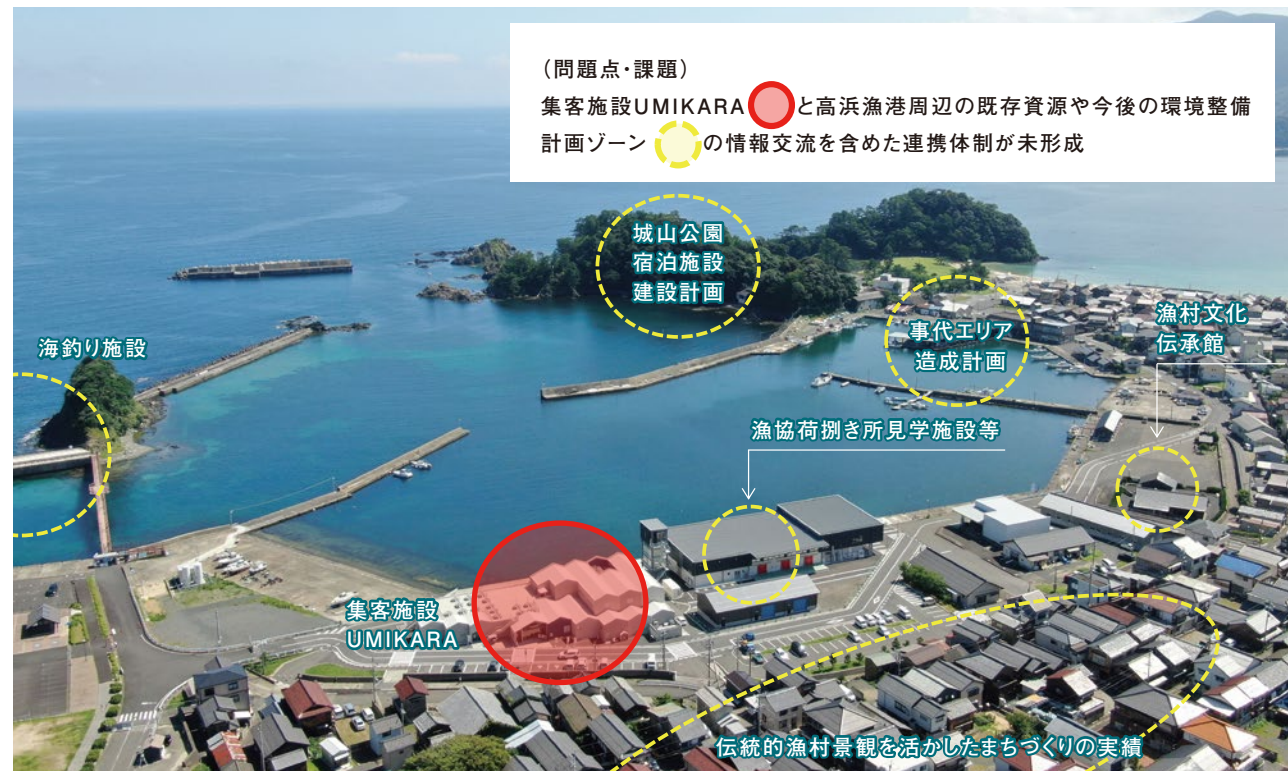 (問題点・課題)
集客施設UMIKARA と高浜漁港周辺の既存資源や今後の環境整備
計画ゾーン の情報交流を含めた連携体制が未形成
城山公園
宿泊施設
建設計画
事代エリア
造成計画
漁村文化
伝承館
海釣り施設
漁協荷捌き所見学施設等
集客施設
UMIKARA
伝統的漁村景観を活かしたまちづくりの実績